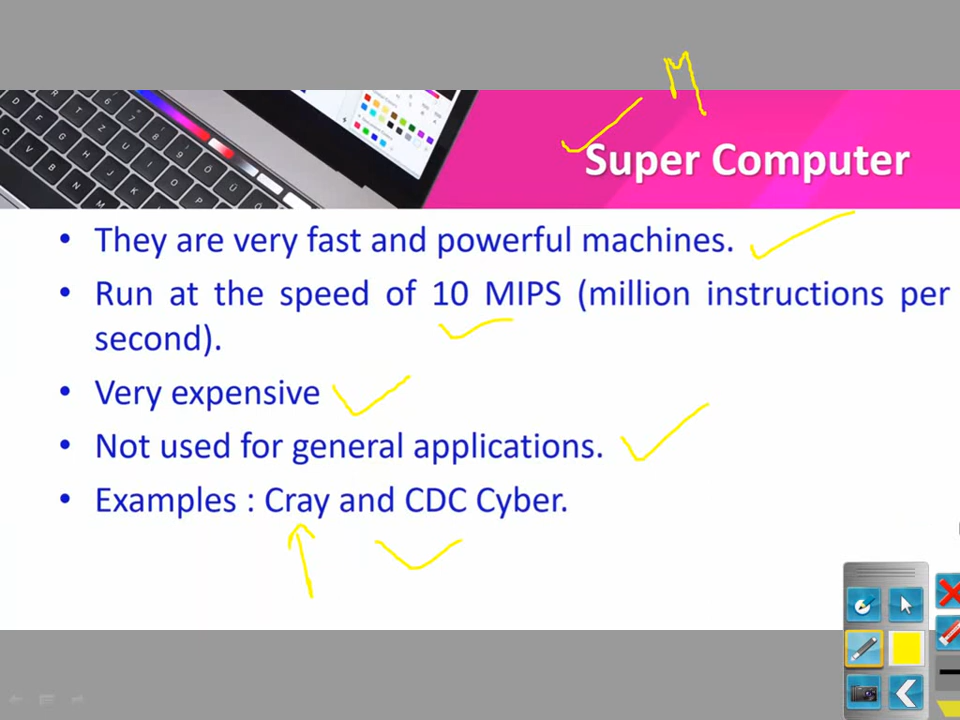 M
Super Computer
• They are very fast and powerful machines.
• Run at the speed of 10 MIPS (million instructions per
second).
• Very expensive
• Not used for general applications.
• Examples : Cray and CDC Cyber.